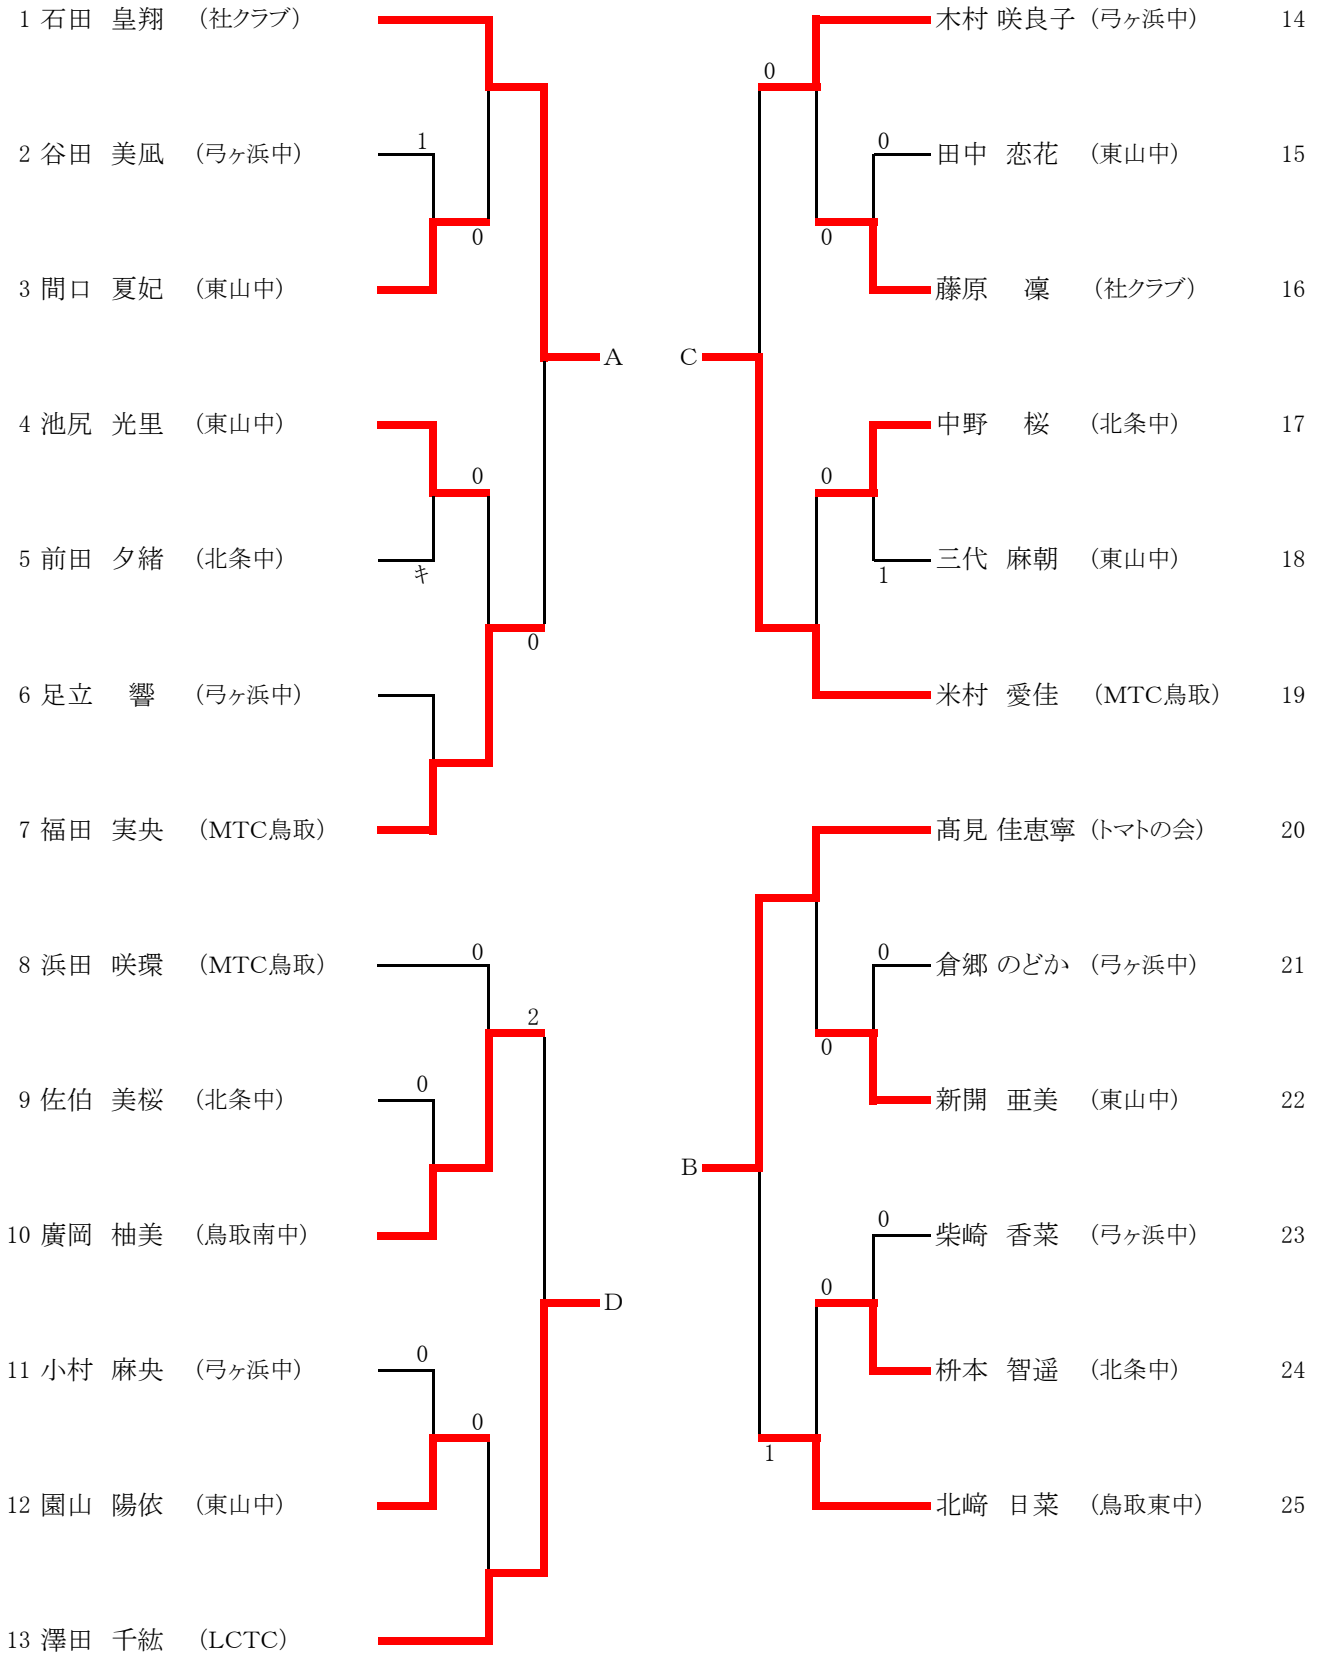 1 石田 皇翔 (社クラブ)
木村 咲良子 (弓ヶ浜中) 14
0
1
2 谷田 美凪 (弓ヶ浜中)
0
田中 恋花 (東山中) 15
0
0
3 間口 夏妃 (東山中)
藤原 凜 (社クラブ) 16
A
C
4 池尻 光里 (東山中)
中野 桜 (北条中) 17
0
0
5 前田 夕緒 (北条中)
三代 麻朝 (東山中) 18
キ
1
0
6 足立 響 (弓ヶ浜中)
米村 愛佳 (MTC鳥取) 19
7 福田 実央 (MTC鳥取)
髙見 佳恵寧 (トマトの会) 20
0
8 浜田 咲環 (MTC鳥取)
0
倉郷 のどか (弓ヶ浜中) 21
2
0
0
9 佐伯 美桜 (北条中)
新開 亜美 (東山中) 22
B
10 廣岡 柚美 (鳥取南中)
0
柴崎 香菜 (弓ヶ浜中) 23
0
D
0
11 小村 麻央 (弓ヶ浜中)
枡本 智遥 (北条中) 24
0
1
12 園山 陽依 (東山中)
北﨑 日菜 (鳥取東中) 25
13 澤田 千紘 (LCTC)